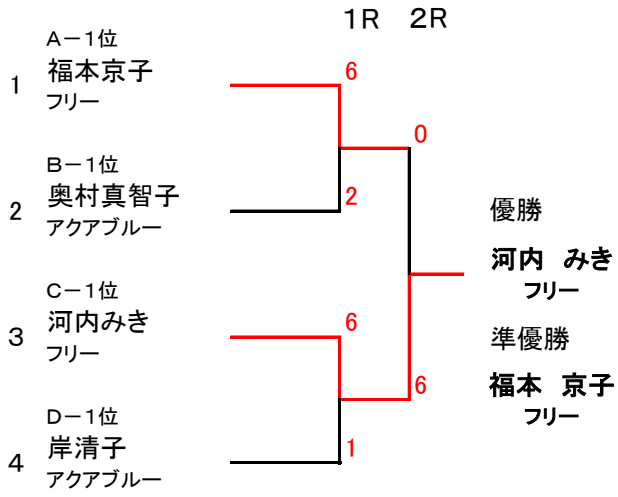 1R 2R
A－1位
1 福本京子
フリー
6
0
B－1位
2 奥村真智子
アクアブルー
2
優勝
河内 みき
フリー
C－1位
3 河内みき
フリー
6
準優勝
福本 京子
フリー
6
D－1位
4 岸清子
アクアブルー
1